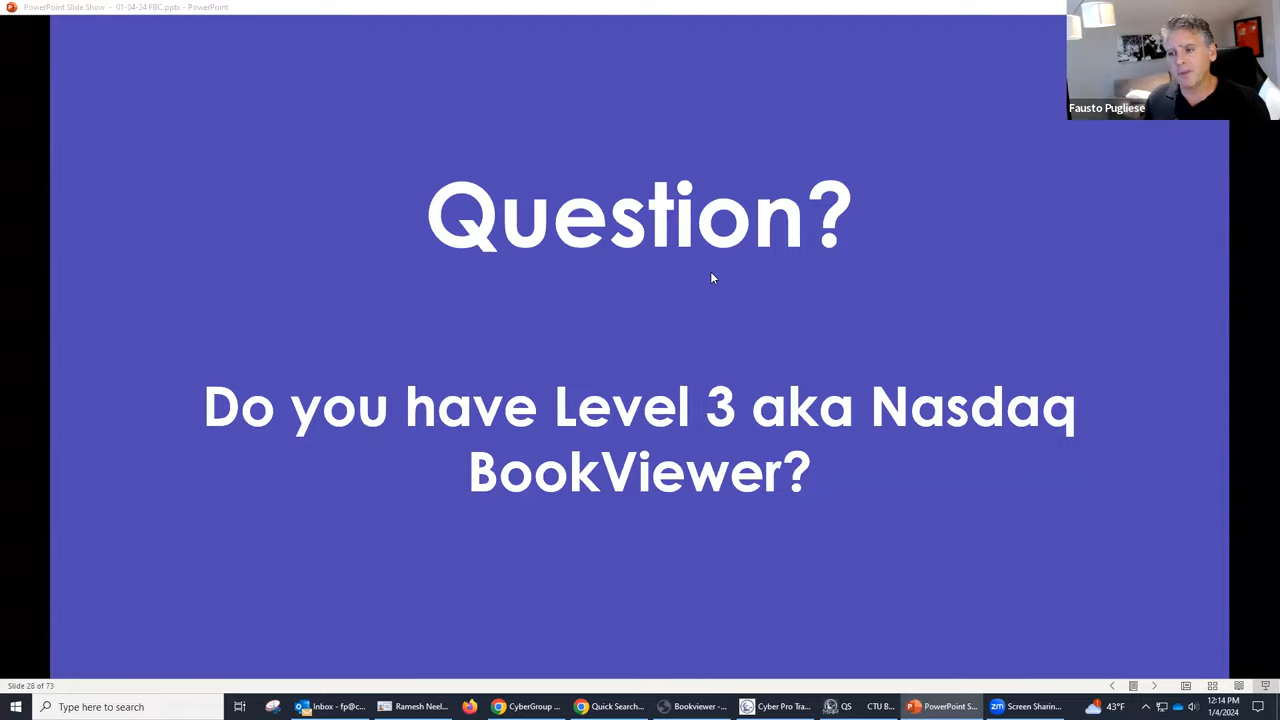 PowerPoint Slide Show - 01-04-24 FBC.pptx - PowerPoint
Fausto Pugliese
Question?
Do you have Level 3 aka Nasdaq
BookViewer?
Slide 28 of 73
Type here to search
Inbox - fp@c...
Ramesh Neel...
CyberGroup ...
Quick Search...
Bookviewer - ...
Cyber Pro Tra...
QS
CTU B...
PowerPoint S...
zm
Screen Sharin...
43°F
12:14 PM
1/4/2024